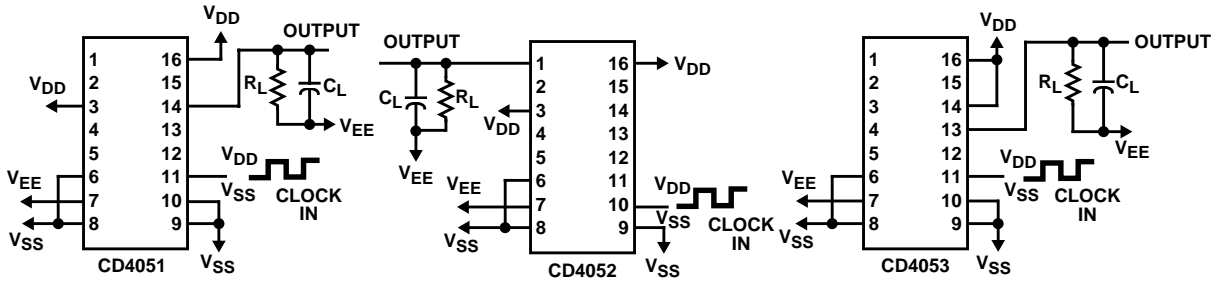 VDD
OUTPUT
1 16
2 15
VDD
3 14
RL CL
4 13
VEE
5 12
VDD
6 11
VSS
CLOCK
IN
VEE
7 10
8 9
VSS
VSS
CD4051
OUTPUT
1 16 VDD
2 15
CL RL
3 14
VDD
4 13
VEE
5 12
6 11
VDD
VEE
7 10
VSS
CLOCK
IN
8 9
VSS
VSS
CD4052
VDD
OUTPUT
1 16
2 15
RL CL
3 14
4 13
VEE
5 12
VDD
6 11
VSS
CLOCK
IN
VEE
7 10
8 9
VSS
VSS
CD4053